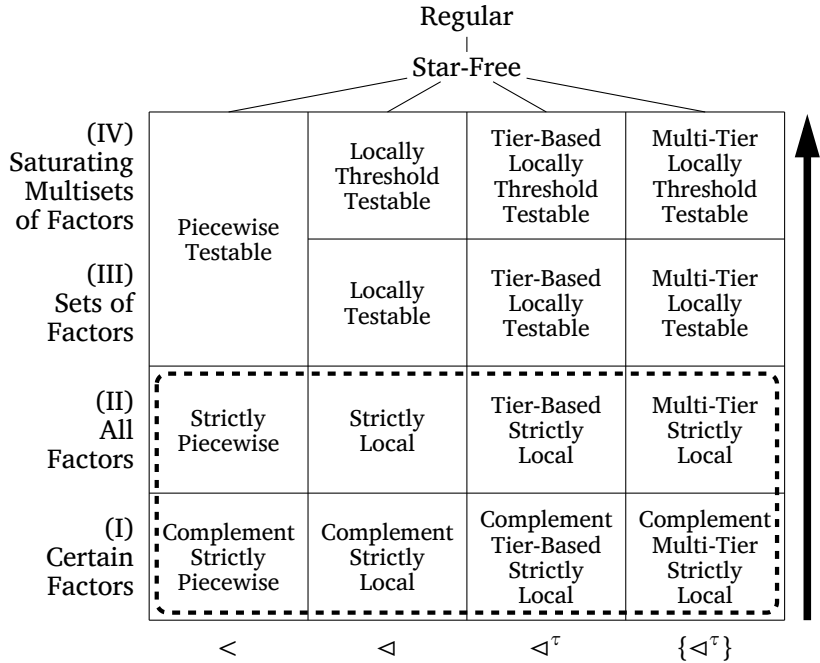 Regular
Star-Free
(IV)
Saturating
Multisets
of Factors
Piecewise
Testable
Locally
Threshold
Testable
Tier-Based
Locally
Threshold
Testable
Multi-Tier
Locally
Threshold
Testable
(III)
Sets of
Factors
Locally
Testable
Tier-Based
Locally
Testable
Multi-Tier
Locally
Testable
(II)
All
Factors
Strictly
Piecewise
Strictly
Local
Tier-Based
Strictly
Local
Multi-Tier
Strictly
Local
(I)
Certain
Factors
Complement
Strictly
Piecewise
Complement
Strictly
Local
Complement
Tier-Based
Strictly
Local
Complement
Multi-Tier
Strictly
Local
< ⊲ ⊲^τ {⊲^τ}